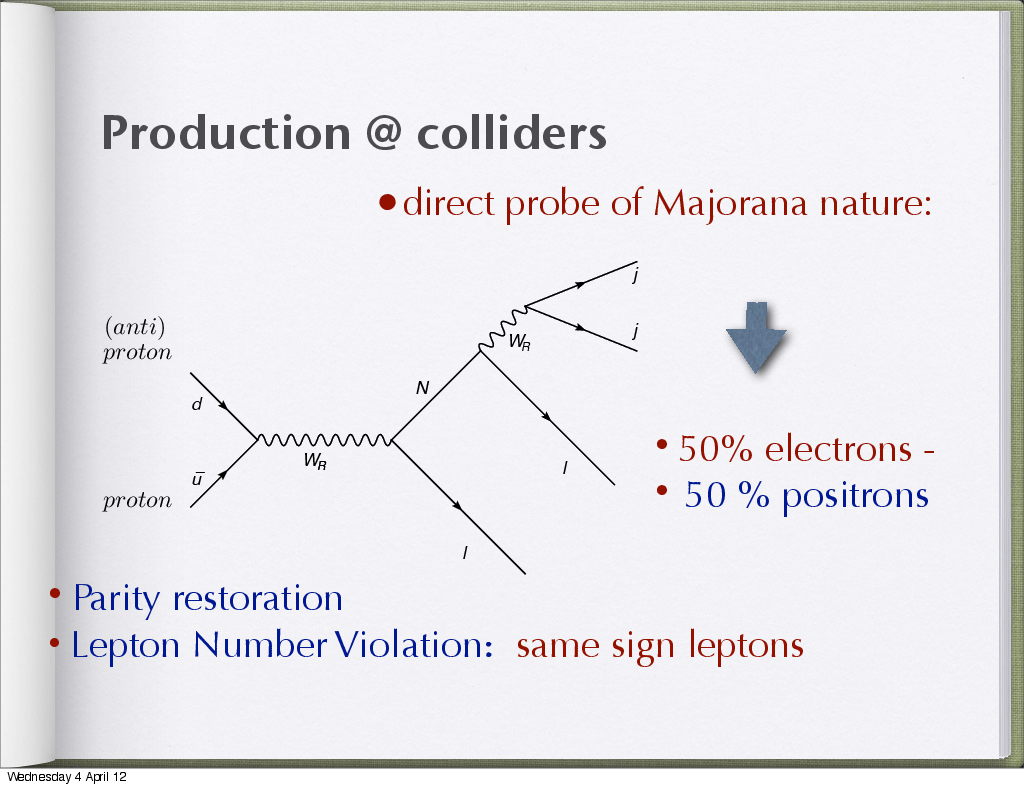 Production @ colliders
• direct probe of Majorana nature:
(anti)
proton
d
ū
proton
W_R
N
W_R
j
j
l
l
• 50% electrons -
• 50 % positrons
• Parity restoration
• Lepton Number Violation: same sign leptons
Wednesday 4 April 12